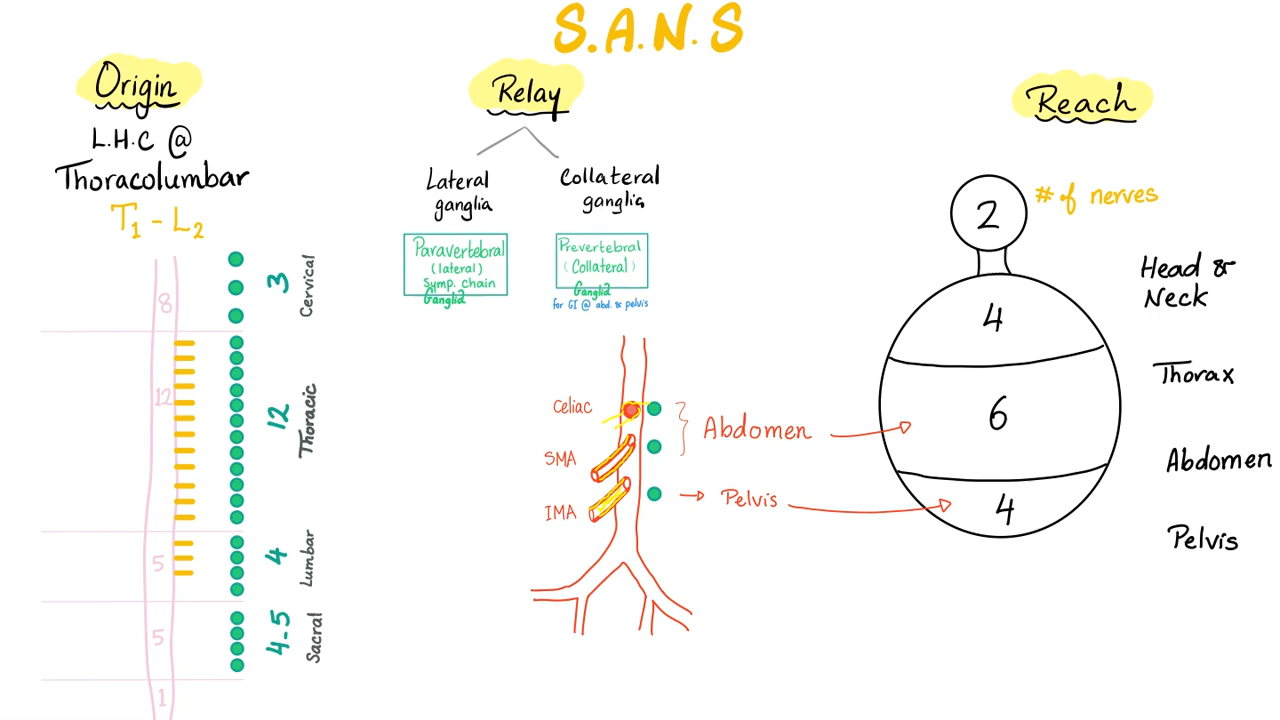 S.A.N.S
Origin
L.H.C @
Thoracolumbar
T1 - L2
8
12
5
5
1
3
Cervical
12
Thoracic
4
Lumbar
4-5
Sacral
Relay
Lateral
ganglia
Paravertebral
(lateral)
Symp. chain
Ganglia
Collateral
ganglia
Prevertebral
(Collateral)
Ganglia
for GI @ abd. & pelvis
Celiac
SMA
IMA
Abdomen
Pelvis
Reach
# of nerves
2
4
6
4
Head &
Neck
Thorax
Abdomen
Pelvis